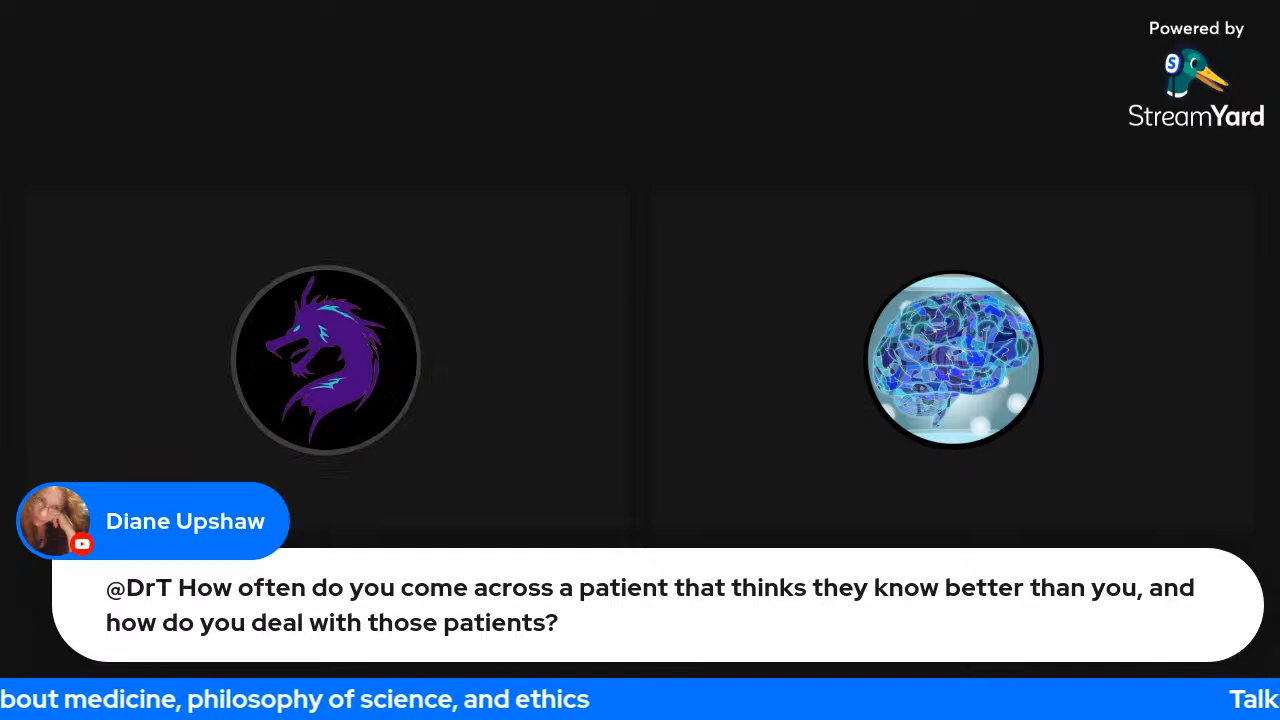 Powered by
S
StreamYard
Diane Upshaw
@DrT How often do you come across a patient that thinks they know better than you, and
how do you deal with those patients?
bout medicine, philosophy of science, and ethics
Talk